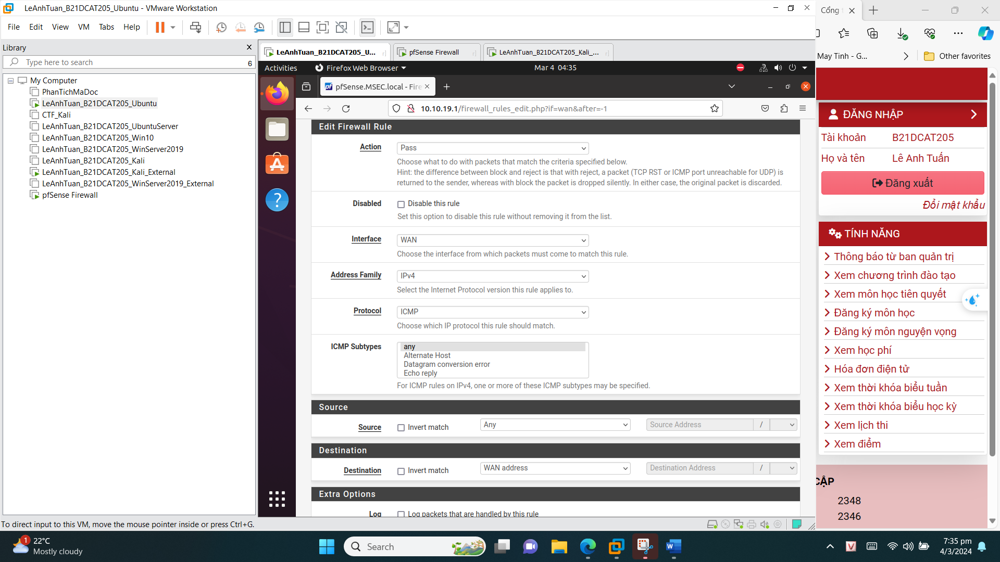 LeAnhTuan_B21DCAT205_Ubuntu - VMware Workstation
File Edit View VM Tabs Help
Library
Type here to search
6
My Computer
PhanTichMaDoc
LeAnhTuan_B21DCAT205_Ubuntu
CTF_Kali
LeAnhTuan_B21DCAT205_UbuntuServer
LeAnhTuan_B21DCAT205_Win10
LeAnhTuan_B21DCAT205_WinServer2019
LeAnhTuan_B21DCAT205_Kali
LeAnhTuan_B21DCAT205_Kali_External
LeAnhTuan_B21DCAT205_WinServer2019_External
pfSense Firewall
LeAnhTuan_B21DCAT205_U... pfSense Firewall LeAnhTuan_B21DCAT205_Kali_...
Activities Firefox Web Browser Mar 4 04:35
pfSense.MSEC.local - Fire
10.10.19.1/firewall_rules_edit.php?if=wan&after=-1
Edit Firewall Rule
Action Pass
Choose what to do with packets that match the criteria specified below.
Hint: the difference between block and reject is that with reject, a packet (TCP RST or ICMP port unreachable for UDP) is
returned to the sender, whereas with block the packet is dropped silently. In either case, the original packet is discarded.
Disabled Disable this rule
Set this option to disable this rule without removing it from the list.
Interface WAN
Choose the interface from which packets must come to match this rule.
Address Family IPv4
Select the Internet Protocol version this rule applies to.
Protocol ICMP
Choose which IP protocol this rule should match.
ICMP Subtypes any
Alternate Host
Datagram conversion error
Echo reply
For ICMP rules on IPv4, one or more of these ICMP subtypes may be specified.
Source
Source Invert match Any Source Address /
Destination
Destination Invert match WAN address Destination Address /
Extra Options
Log Log packets that are handled by this rule
To direct input to this VM, move the mouse pointer inside or press Ctrl+G.
Cổng
May Tinh - G... Other favorites
ĐĂNG NHẬP
Tài khoản B21DCAT205
Họ và tên Lê Anh Tuấn
Đăng xuất
Đổi mật khẩu
TÍNH NĂNG
Thông báo từ ban quản trị
Xem chương trình đào tạo
Xem môn học tiên quyết
Đăng ký môn học
Đăng ký môn nguyện vọng
Xem học phí
Hóa đơn điện tử
Xem thời khóa biểu tuần
Xem thời khóa biểu học kỳ
Xem lịch thi
Xem điểm
CẬP
2348
2346
1
22°C
Mostly cloudy
Search
7:35 pm
4/3/2024